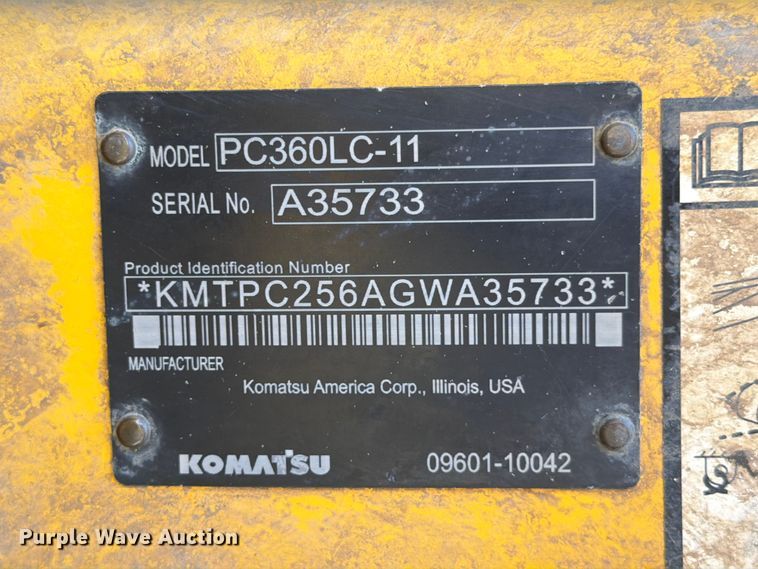 MODEL PC360LC-11
SERIAL No. A35733
Product Identification Number
*KMTPC256AGWA35733*
MANUFACTURER
Komatsu America Corp., Illinois, USA
KOMATSU 09601-10042
Purple Wave Auction